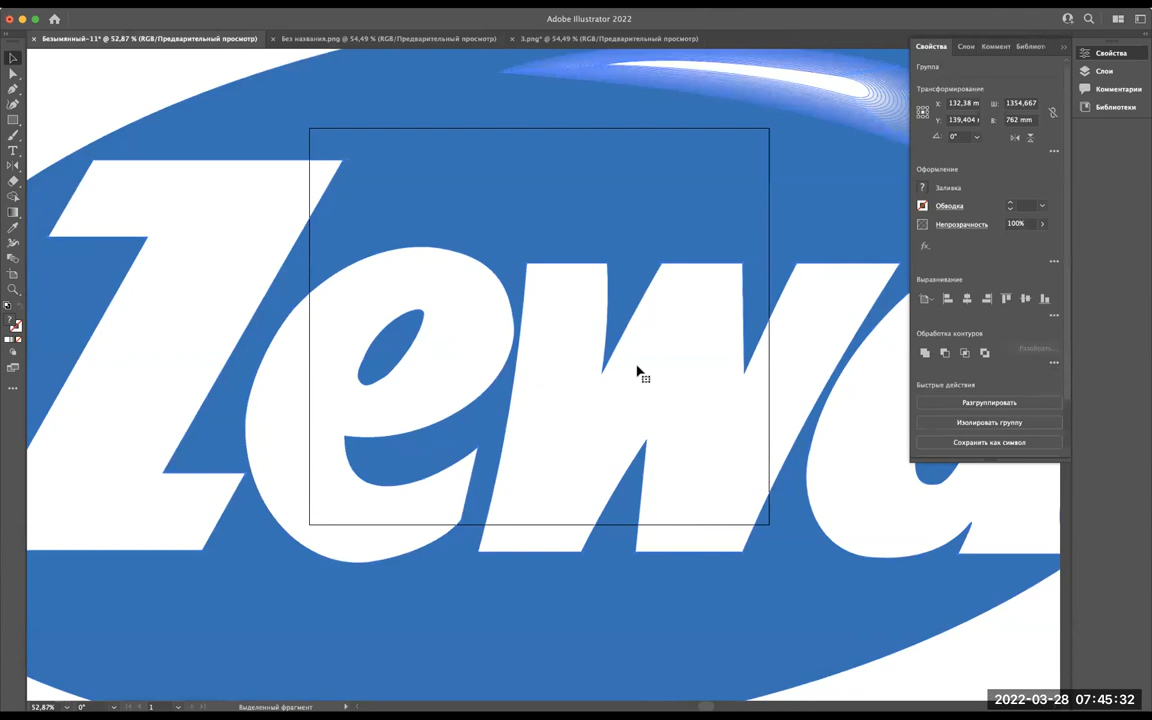 Adobe Illustrator 2022
Безымянный-11* @ 52,87 % (RGB/Предварительный просмотр)
Без названия.png @ 54,49 % (RGB/Предварительный просмотр)
3.png* @ 54,49 % (RGB/Предварительный просмотр)
Свойства Слои Коммент Библиот
Группа
Трансформирование
X: 132,38 m Ш: 1354,667
Y: 139,404 В: 762 mm
0°
Оформление
? Заливка
Обводка
Непрозрачность 100%
fx.
Выравнивание
Обработка контуров
Разобрать...
Быстрые действия
Разгруппировать
Изолировать группу
Сохранить как символ
Свойства
Слои
Комментарии
Библиотеки
Zewa
52,87% 0° 1 Выделенный фрагмент
2022-03-28 07:45:32